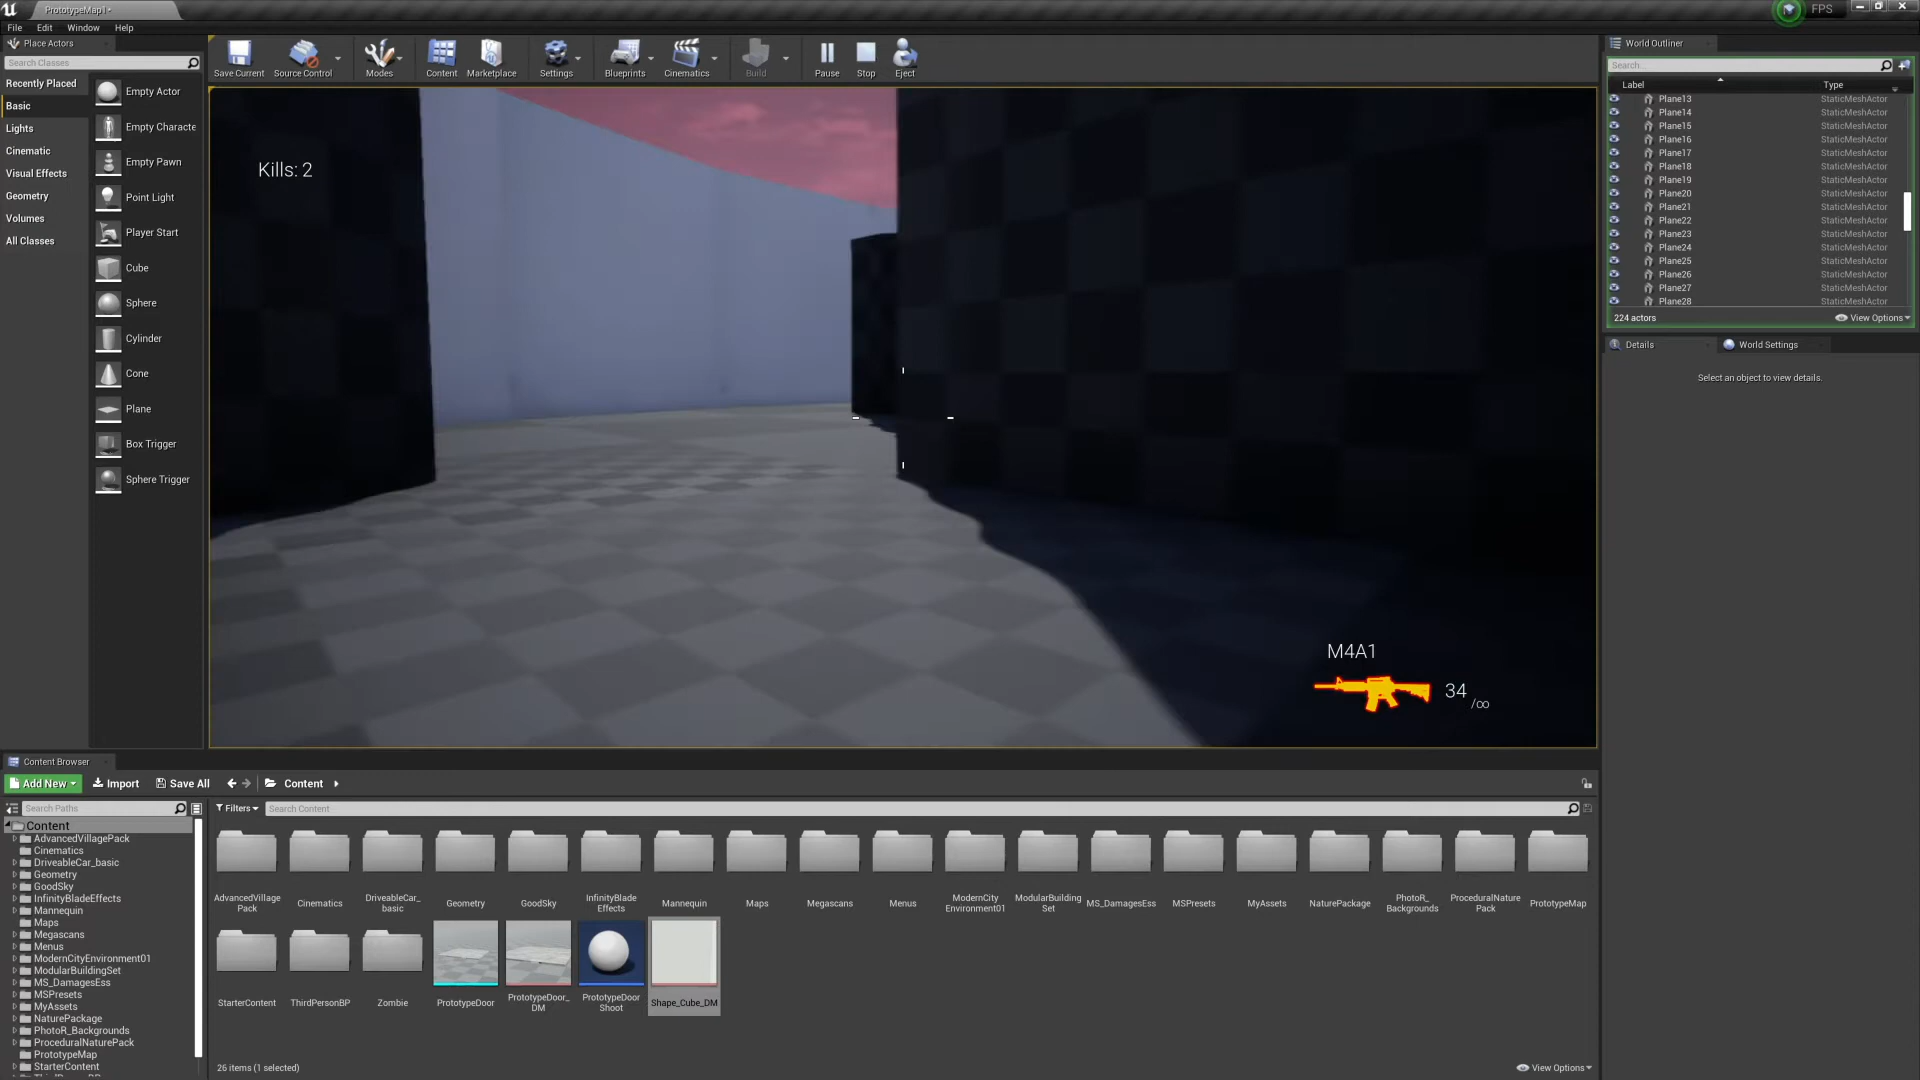 PrototypeMap1*
FPS
File Edit Window Help
Place Actors
Search Classes
Recently Placed
Basic
Lights
Cinematic
Visual Effects
Geometry
Volumes
All Classes
Empty Actor
Empty Characte
Empty Pawn
Point Light
Player Start
Cube
Sphere
Cylinder
Cone
Plane
Box Trigger
Sphere Trigger
Save Current
Source Control
Modes
Content
Marketplace
Settings
Blueprints
Cinematics
Build
Pause
Stop
Eject
Kills: 2
M4A1
34
/∞
World Outliner
Search...
Label Type
Plane13 StaticMeshActor
Plane14 StaticMeshActor
Plane15 StaticMeshActor
Plane16 StaticMeshActor
Plane17 StaticMeshActor
Plane18 StaticMeshActor
Plane19 StaticMeshActor
Plane20 StaticMeshActor
Plane21 StaticMeshActor
Plane22 StaticMeshActor
Plane23 StaticMeshActor
Plane24 StaticMeshActor
Plane25 StaticMeshActor
Plane26 StaticMeshActor
Plane27 StaticMeshActor
Plane28 StaticMeshActor
224 actors
View Options
Details
World Settings
Select an object to view details.
Content Browser
Add New
Import
Save All
Content
Search Paths
Filters
Search Content
Content
AdvancedVillagePack
Cinematics
DriveableCar_basic
Geometry
GoodSky
InfinityBladeEffects
Mannequin
Maps
Megascans
Menus
ModernCityEnvironment01
ModularBuildingSet
MS_DamagesEss
MSPresets
MyAssets
NaturePackage
PhotoR_Backgrounds
ProceduralNaturePack
PrototypeMap
StarterContent
AdvancedVillage
Pack
Cinematics
DriveableCar_
basic
Geometry
GoodSky
InfinityBlade
Effects
Mannequin
Maps
Megascans
Menus
ModernCity
Environment01
ModularBuilding
Set
MS_DamagesEss
MSPresets
MyAssets
NaturePackage
PhotoR_
Backgrounds
ProceduralNature
Pack
PrototypeMap
StarterContent
ThirdPersonBP
Zombie
PrototypeDoor
PrototypeDoor_
DM
PrototypeDoor
Shoot
Shape_Cube_DM
26 items (1 selected)
View Options